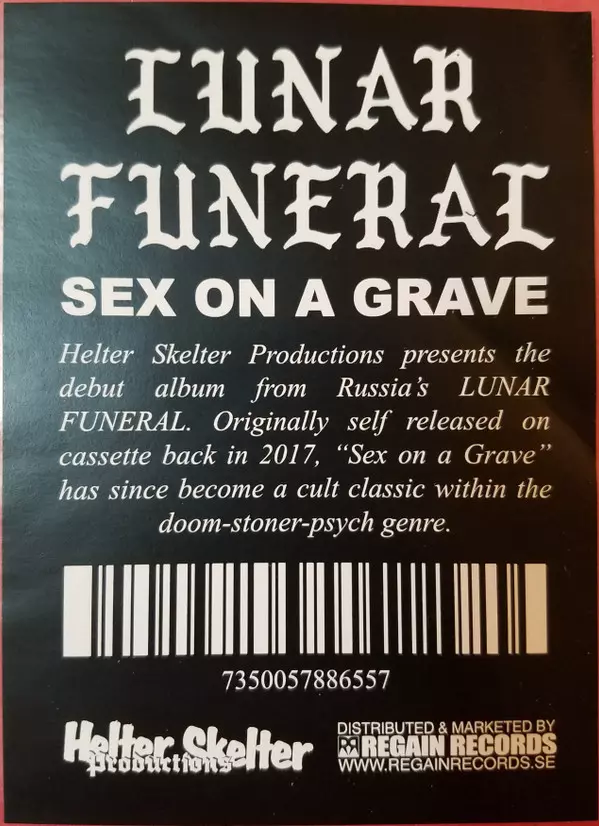 LUNAR
FUNERAL
SEX ON A GRAVE
Helter Skelter Productions presents the
debut album from Russia's LUNAR
FUNERAL. Originally self released on
cassette back in 2017, “Sex on a Grave”
has since become a cult classic within the
doom-stoner-psych genre.
7350057886557
Helter Skelter
Productions
DISTRIBUTED & MARKETED BY
REGAIN RECORDS
WWW.REGAINRECORDS.SE